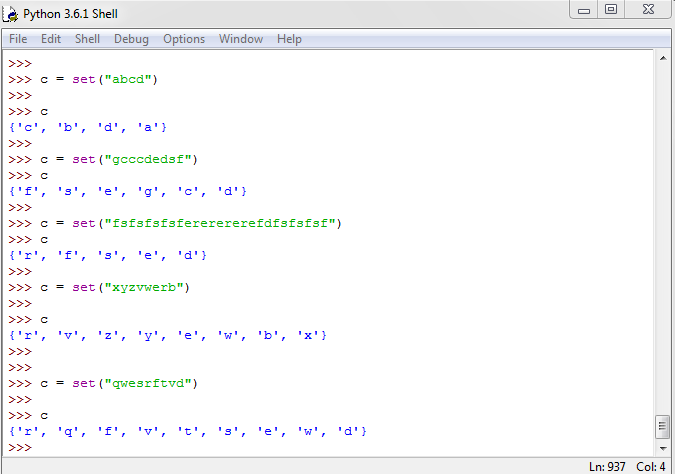 Python 3.6.1 Shell
File Edit Shell Debug Options Window Help
>>>
>>> c = set("abcd")
>>>
>>> c
{'c', 'b', 'd', 'a'}
>>>
>>> c = set("gcccdedsf")
>>> c
{'f', 's', 'e', 'g', 'c', 'd'}
>>>
>>> c = set("fsfsfsfsferererererefdfsfsfsf")
>>> c
{'r', 'f', 's', 'e', 'd'}
>>>
>>> c = set("xyzvwerb")
>>>
>>> c
{'r', 'v', 'z', 'y', 'e', 'w', 'b', 'x'}
>>>
>>>
>>> c = set("qwesrftvd")
>>>
>>> c
{'r', 'q', 'f', 'v', 't', 's', 'e', 'w', 'd'}
>>>
Ln: 937 Col: 4